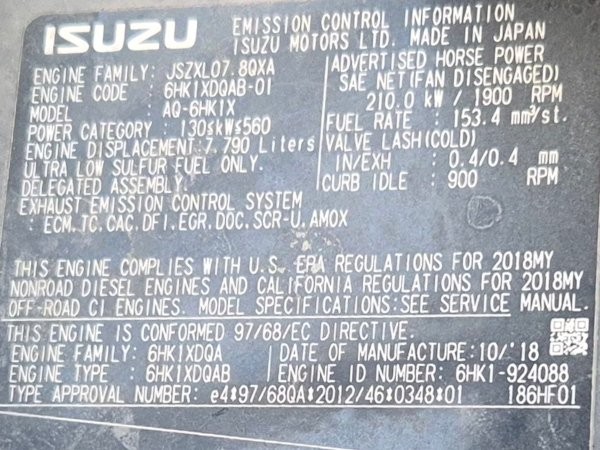 ISUZU
EMISSION CONTROL INFORMATION
ISUZU MOTORS LTD. MADE IN JAPAN
ENGINE FAMILY: JSZXL07.8QXA
ENGINE CODE : 6HK1XDQAB-01
MODEL : AQ-6HK1X
POWER CATEGORY : 130≤kW≤560
ENGINE DISPLACEMENT:7.790 Liters
ULTRA LOW SULFUR FUEL ONLY.
DELEGATED ASSEMBLY.
EXHAUST EMISSION CONTROL SYSTEM
: ECM.TC.CAC.DFI.EGR.DOC.SCR-U.AMOX
ADVERTISED HORSE POWER
SAE NET(FAN DISENGAGED)
210.0 kW / 1900 RPM
FUEL RATE : 153.4 mm³/st.
VALVE LASH(COLD)
IN/EXH : 0.4/0.4 mm
CURB IDLE : 900 RPM
THIS ENGINE COMPLIES WITH U.S. EPA REGULATIONS FOR 2018MY
NONROAD DIESEL ENGINES AND CALIFORNIA REGULATIONS FOR 2018MY
OFF-ROAD CI ENGINES. MODEL SPECIFICATIONS:SEE SERVICE MANUAL.
THIS ENGINE IS CONFORMED 97/68/EC DIRECTIVE.
ENGINE FAMILY: 6HK1XDQA DATE OF MANUFACTURE:10/'18
ENGINE TYPE : 6HK1XDQAB ENGINE ID NUMBER: 6HK1-924088
TYPE APPROVAL NUMBER: e4*97/68QA*2012/46*0348*01 186HF01